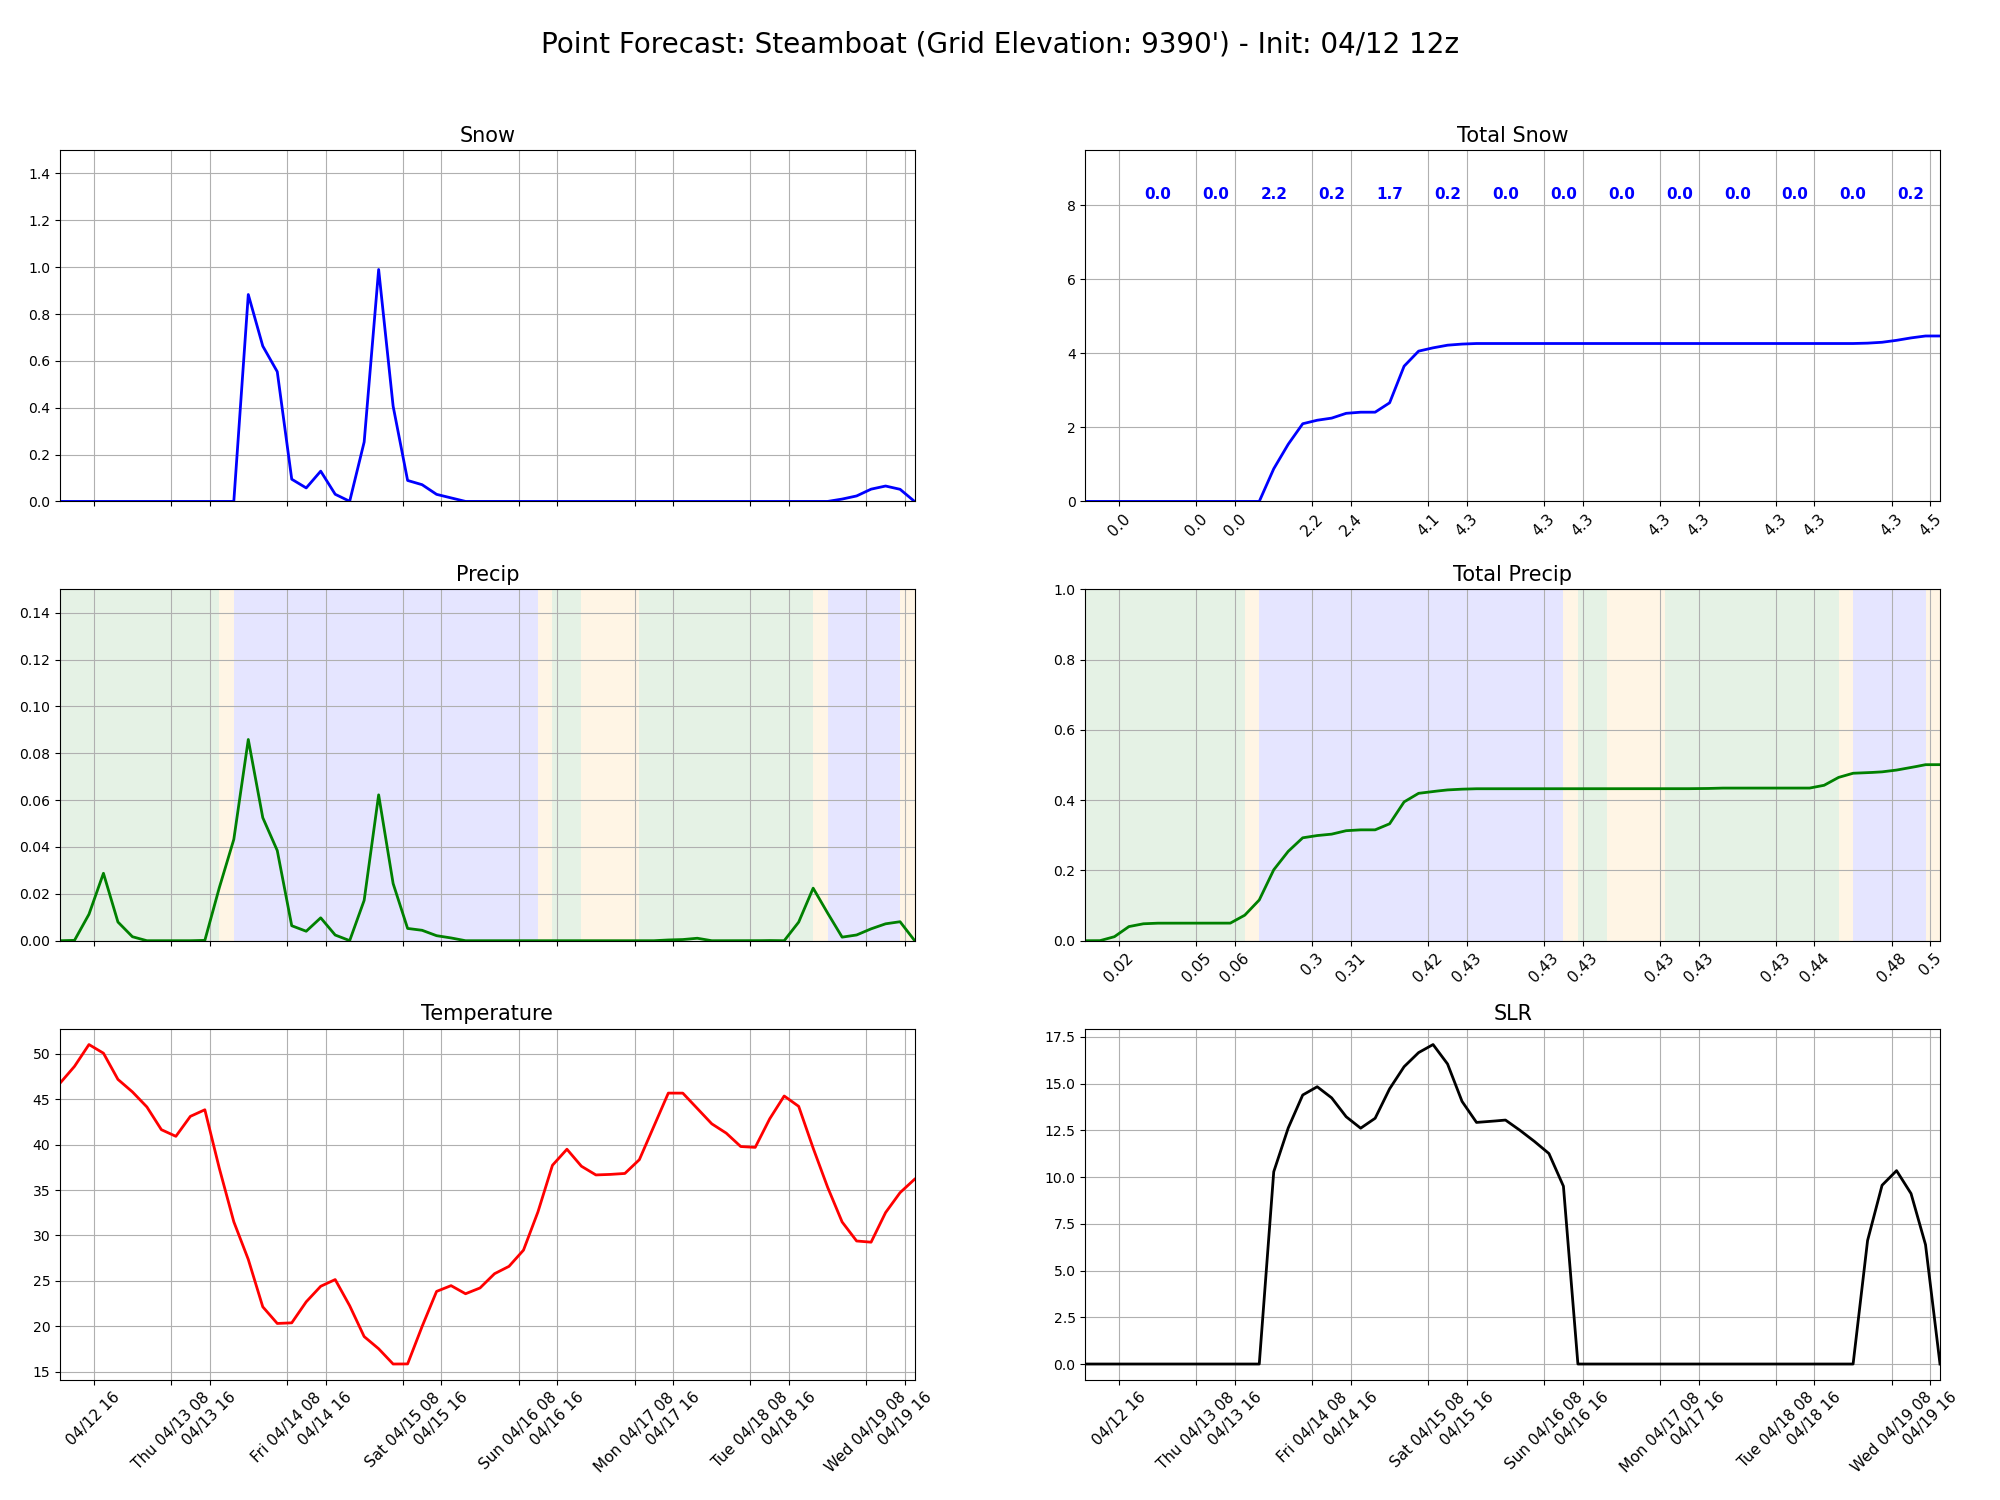 Point Forecast: Steamboat (Grid Elevation: 9390') - Init: 04/12 12z
Snow
1.4
1.2
1.0
0.8
0.6
0.4
0.2
0.0
Total Snow
0.0 0.0 2.2 0.2 1.7 0.2 0.0 0.0 0.0 0.0 0.0 0.0 0.0 0.2
8
6
4
2
0
0.0 0.0 0.0 2.2 2.4 4.1 4.3 4.3 4.3 4.3 4.3 4.3 4.3 4.3 4.5
Precip
0.14
0.12
0.10
0.08
0.06
0.04
0.02
0.00
Total Precip
1.0
0.8
0.6
0.4
0.2
0.0
0.02 0.05 0.06 0.3 0.31 0.42 0.43 0.43 0.43 0.43 0.43 0.43 0.44 0.48 0.5
Temperature
50
45
40
35
30
25
20
15
04/12 16
Thu 04/13 08
04/13 16
Fri 04/14 08
04/14 16
Sat 04/15 08
04/15 16
Sun 04/16 08
04/16 16
Mon 04/17 08
04/17 16
Tue 04/18 08
04/18 16
Wed 04/19 08
04/19 16
SLR
17.5
15.0
12.5
10.0
7.5
5.0
2.5
0.0
04/12 16
Thu 04/13 08
04/13 16
Fri 04/14 08
04/14 16
Sat 04/15 08
04/15 16
Sun 04/16 08
04/16 16
Mon 04/17 08
04/17 16
Tue 04/18 08
04/18 16
Wed 04/19 08
04/19 16